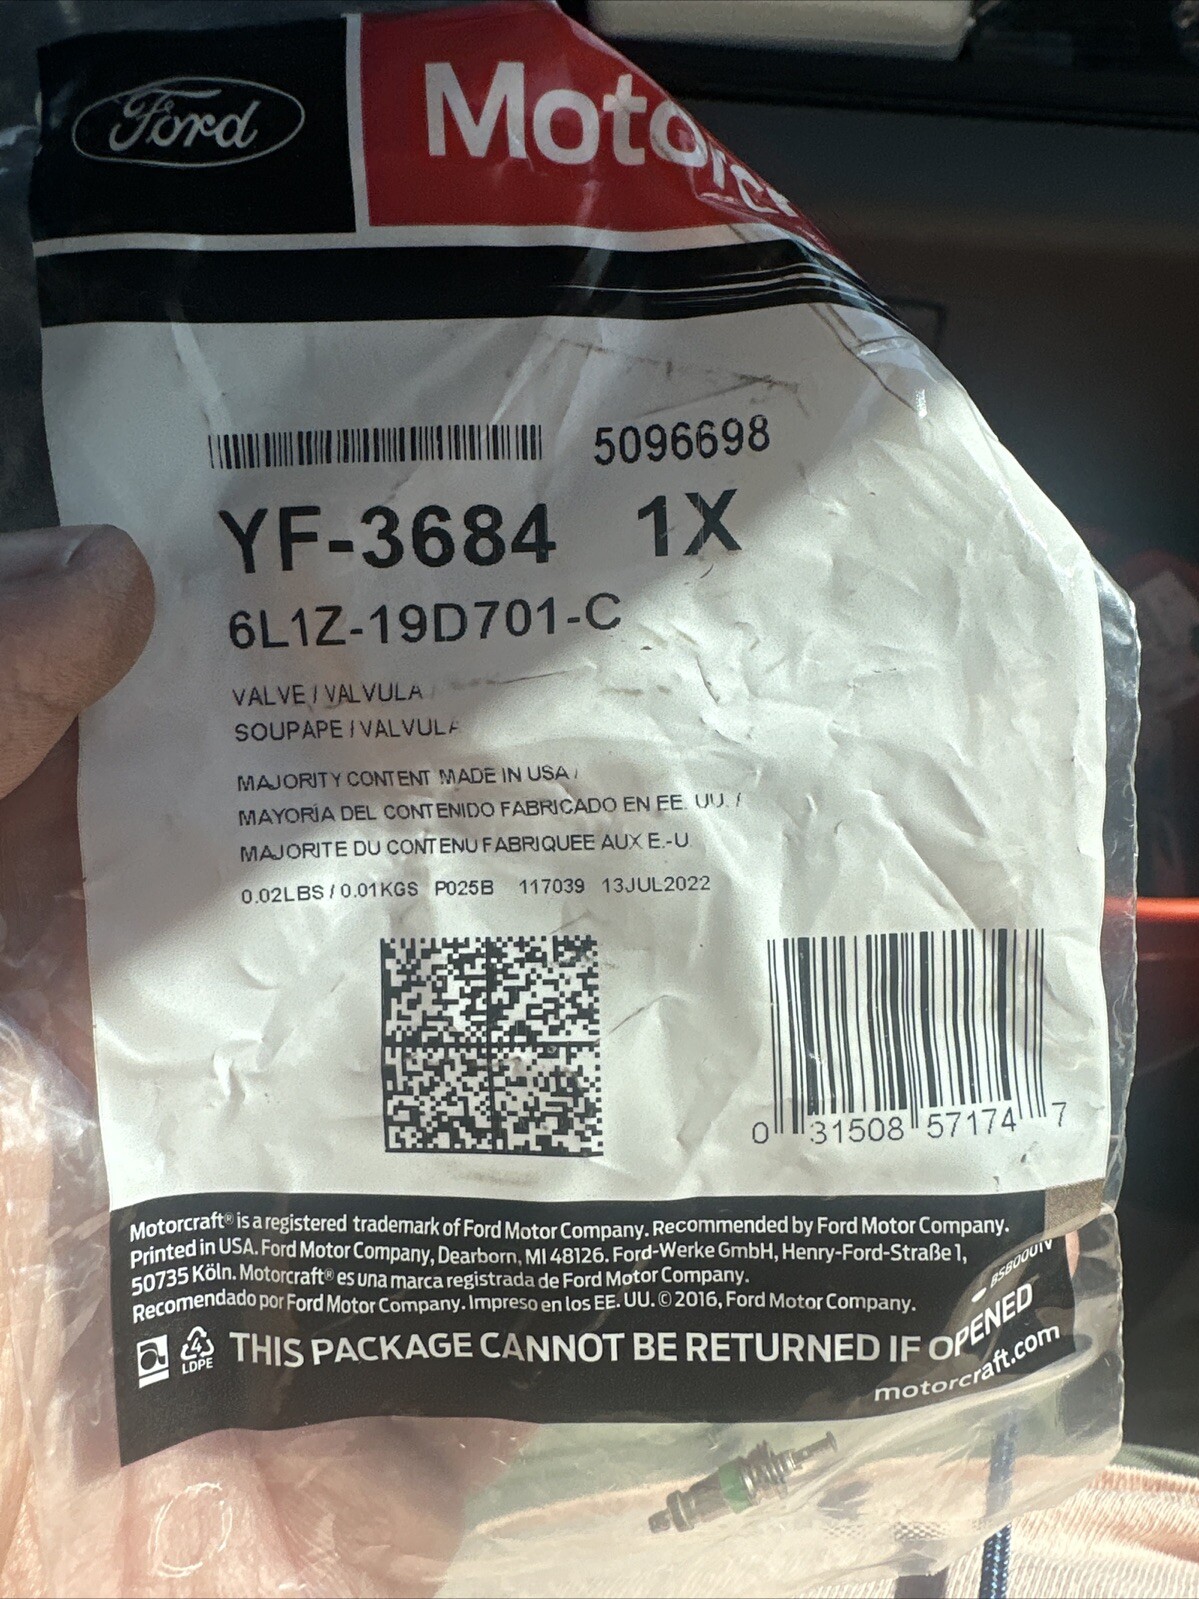 Ford
Motorcr
5096698
YF-3684 1X
6L1Z-19D701-C
VALVE / VALVULA /
SOUPAPE / VALVULA
MAJORITY CONTENT MADE IN USA /
MAYORÍA DEL CONTENIDO FABRICADO EN EE. UU. /
MAJORITE DU CONTENU FABRIQUEE AUX E.-U.
0.02LBS / 0.01KGS P025B 117039 13JUL2022
0 31508 57174 7
Motorcraft® is a registered trademark of Ford Motor Company. Recommended by Ford Motor Company.
Printed in USA. Ford Motor Company, Dearborn, MI 48126. Ford-Werke GmbH, Henry-Ford-Straße 1,
50735 Köln. Motorcraft® es una marca registrada de Ford Motor Company.
Recomendado por Ford Motor Company. Impreso en los EE. UU. © 2016, Ford Motor Company.
4
LDPE
THIS PACKAGE CANNOT BE RETURNED IF OPENED
motorcraft.com